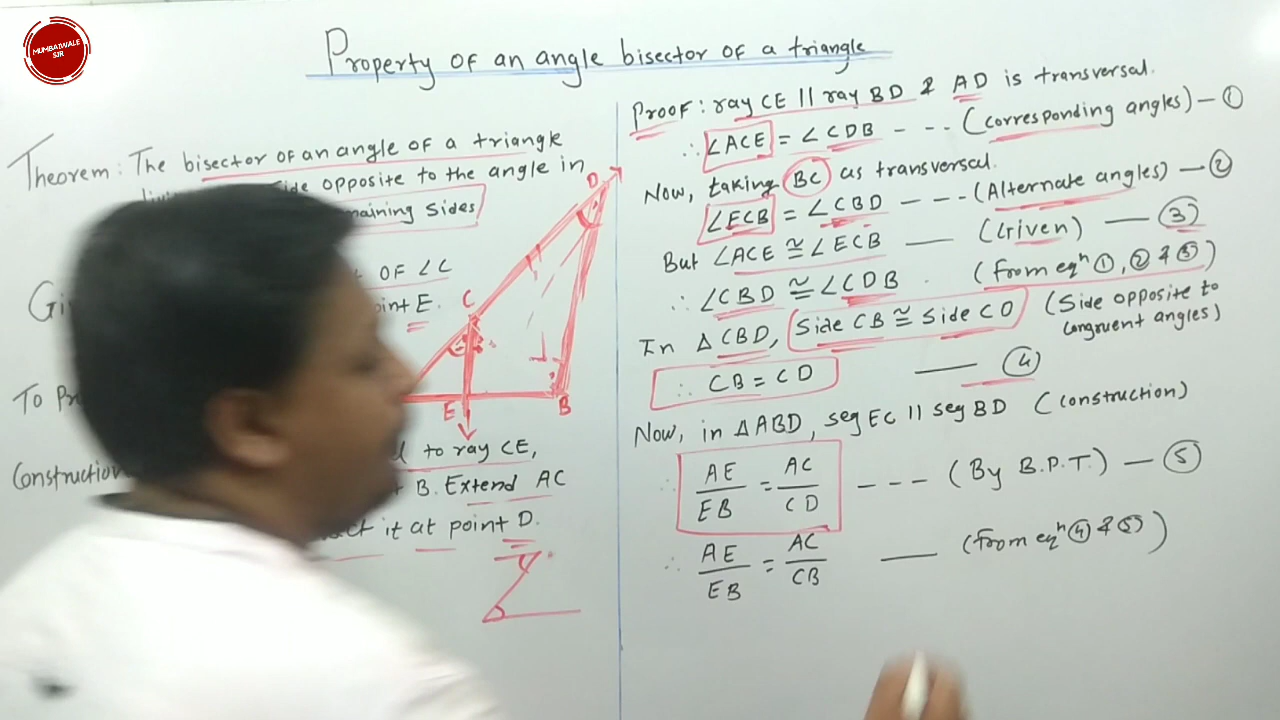 MUMBAIWALE
SIR
Property of an angle bisector of a triangle
Theorem: The bisector of an angle of a triangle
side opposite to the angle in
remaining sides
of ∠C
point E.
To Pr
Construction
to ray CE,
B. Extend AC
it at point D.
D
C
E
B
Proof: ray CE || ray BD & AD is transversal.
∴ ∠ACE = ∠CDB - - - (corresponding angles) — ①
Now, taking BC as transversal.
∠ECB = ∠CBD - - - (Alternate angles) — ②
But ∠ACE ≅ ∠ECB — (Given) — ③
∴ ∠CBD ≅ ∠CDB . (from eqⁿ ①, ② & ③)
In △CBD, Side CB ≅ Side CD (Side opposite to
congruent angles)
∴ CB = CD — ④
Now, in △ABD, seg EC || seg BD (construction)
∴ AE/EB = AC/CD - - - (By B.P.T.) — ⑤
∴ AE/EB = AC/CB — (from eqⁿ ④ & ⑤)